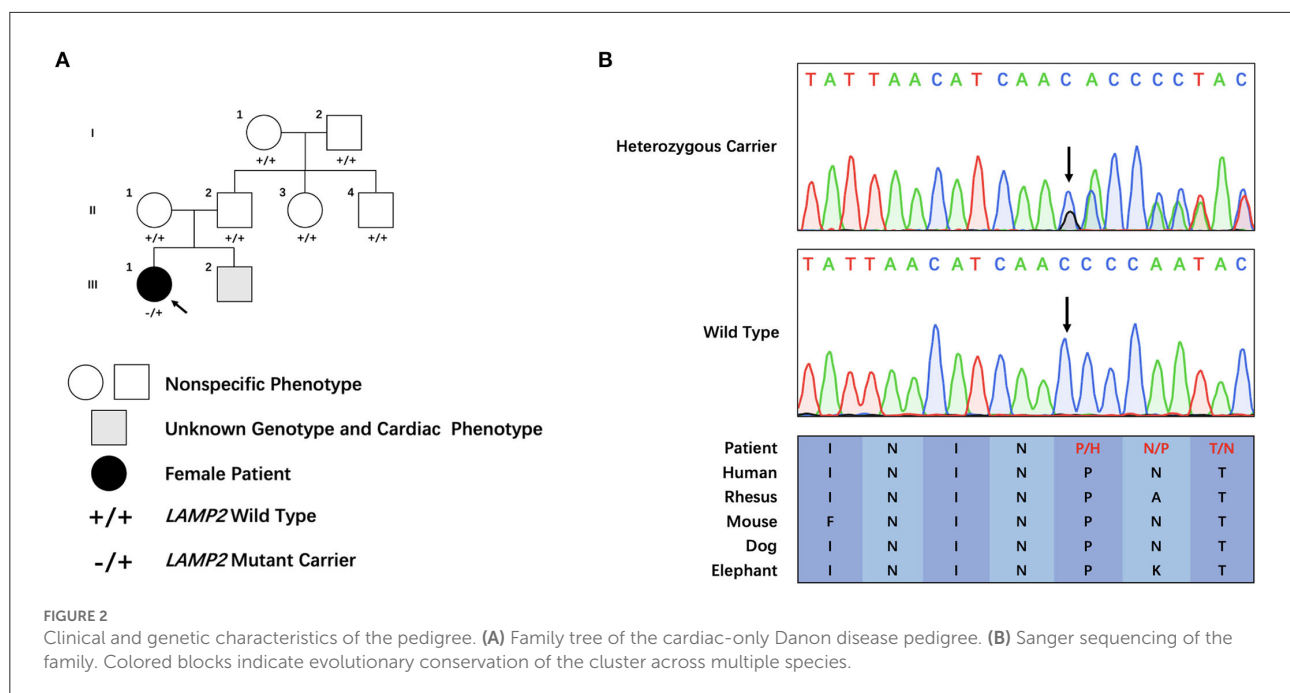 A
B
I
1
2
+/+
+/+
II
1
2
3
4
+/+
+/+
+/+
+/+
III
1
2
-/+
Nonspecific Phenotype
Unknown Genotype and Cardiac Phenotype
Female Patient
+/+ LAMP2 Wild Type
-/+ LAMP2 Mutant Carrier
T A T T A A C A T C A A C A C C C C T A C
Heterozygous Carrier
T A T T A A C A T C A A C C C C A A T A C
Wild Type
Patient I N I N P/H N/P T/N
Human I N I N P N T
Rhesus I N I N P A T
Mouse F N I N P N T
Dog I N I N P N T
Elephant I N I N P K T
FIGURE 2
Clinical and genetic characteristics of the pedigree. (A) Family tree of the cardiac-only Danon disease pedigree. (B) Sanger sequencing of the
family. Colored blocks indicate evolutionary conservation of the cluster across multiple species.